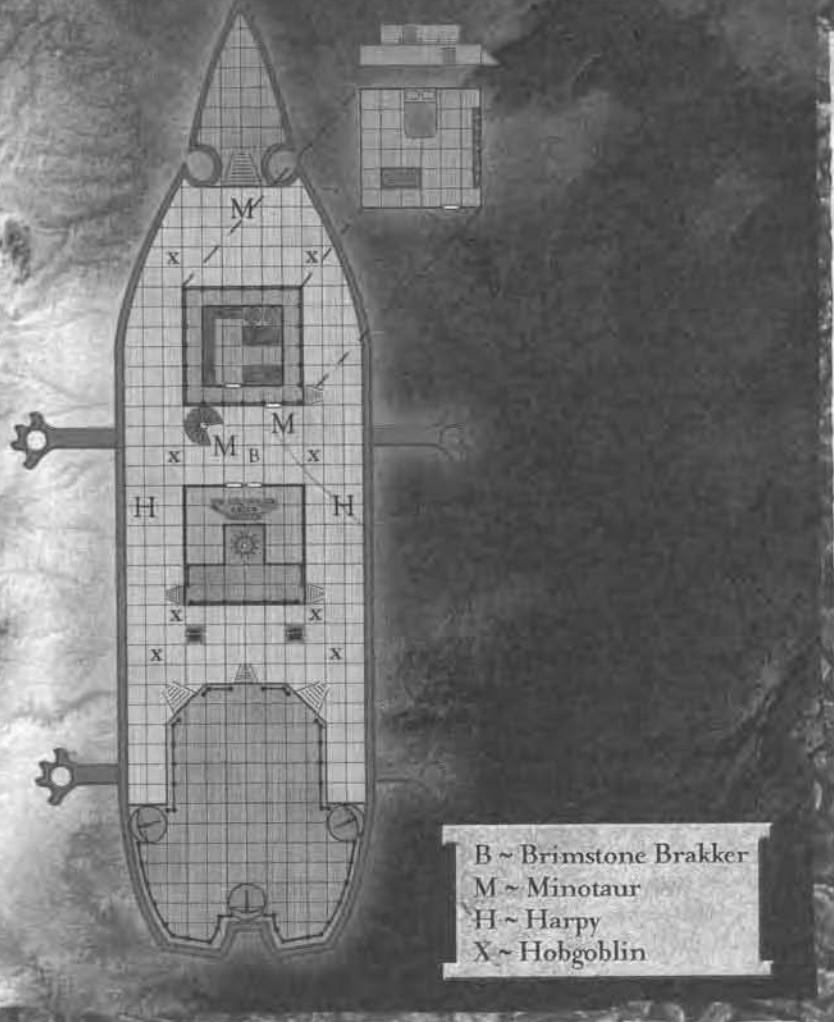 M
X X
M
M
X B X
H H
X X
X X
B ~ Brimstone Brakker
M ~ Minotaur
H ~ Harpy
X ~ Hobgoblin